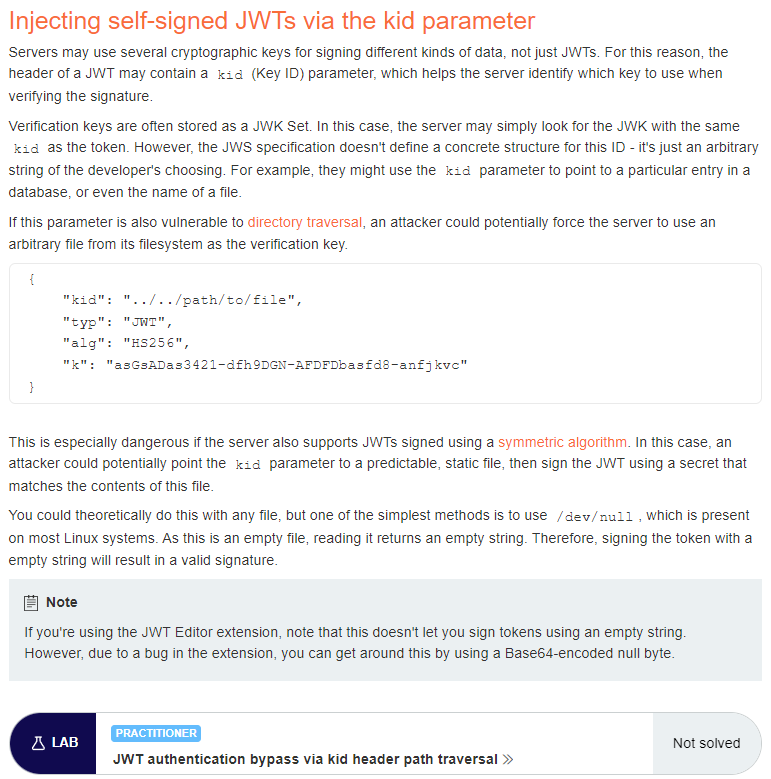 Injecting self-signed JWTs via the kid parameter
Servers may use several cryptographic keys for signing different kinds of data, not just JWTs. For this reason, the
header of a JWT may contain a kid (Key ID) parameter, which helps the server identify which key to use when
verifying the signature.
Verification keys are often stored as a JWK Set. In this case, the server may simply look for the JWK with the same
kid as the token. However, the JWS specification doesn't define a concrete structure for this ID - it's just an arbitrary
string of the developer's choosing. For example, they might use the kid parameter to point to a particular entry in a
database, or even the name of a file.
If this parameter is also vulnerable to directory traversal, an attacker could potentially force the server to use an
arbitrary file from its filesystem as the verification key.
{
    "kid": "../../path/to/file",
    "typ": "JWT",
    "alg": "HS256",
    "k": "asGsADas3421-dfh9DGN-AFDFDbasfd8-anfjkvc"
}
This is especially dangerous if the server also supports JWTs signed using a symmetric algorithm. In this case, an
attacker could potentially point the kid parameter to a predictable, static file, then sign the JWT using a secret that
matches the contents of this file.
You could theoretically do this with any file, but one of the simplest methods is to use /dev/null, which is present
on most Linux systems. As this is an empty file, reading it returns an empty string. Therefore, signing the token with a
empty string will result in a valid signature.
Note
If you're using the JWT Editor extension, note that this doesn't let you sign tokens using an empty string.
However, due to a bug in the extension, you can get around this by using a Base64-encoded null byte.
LAB
PRACTITIONER
JWT authentication bypass via kid header path traversal »
Not solved